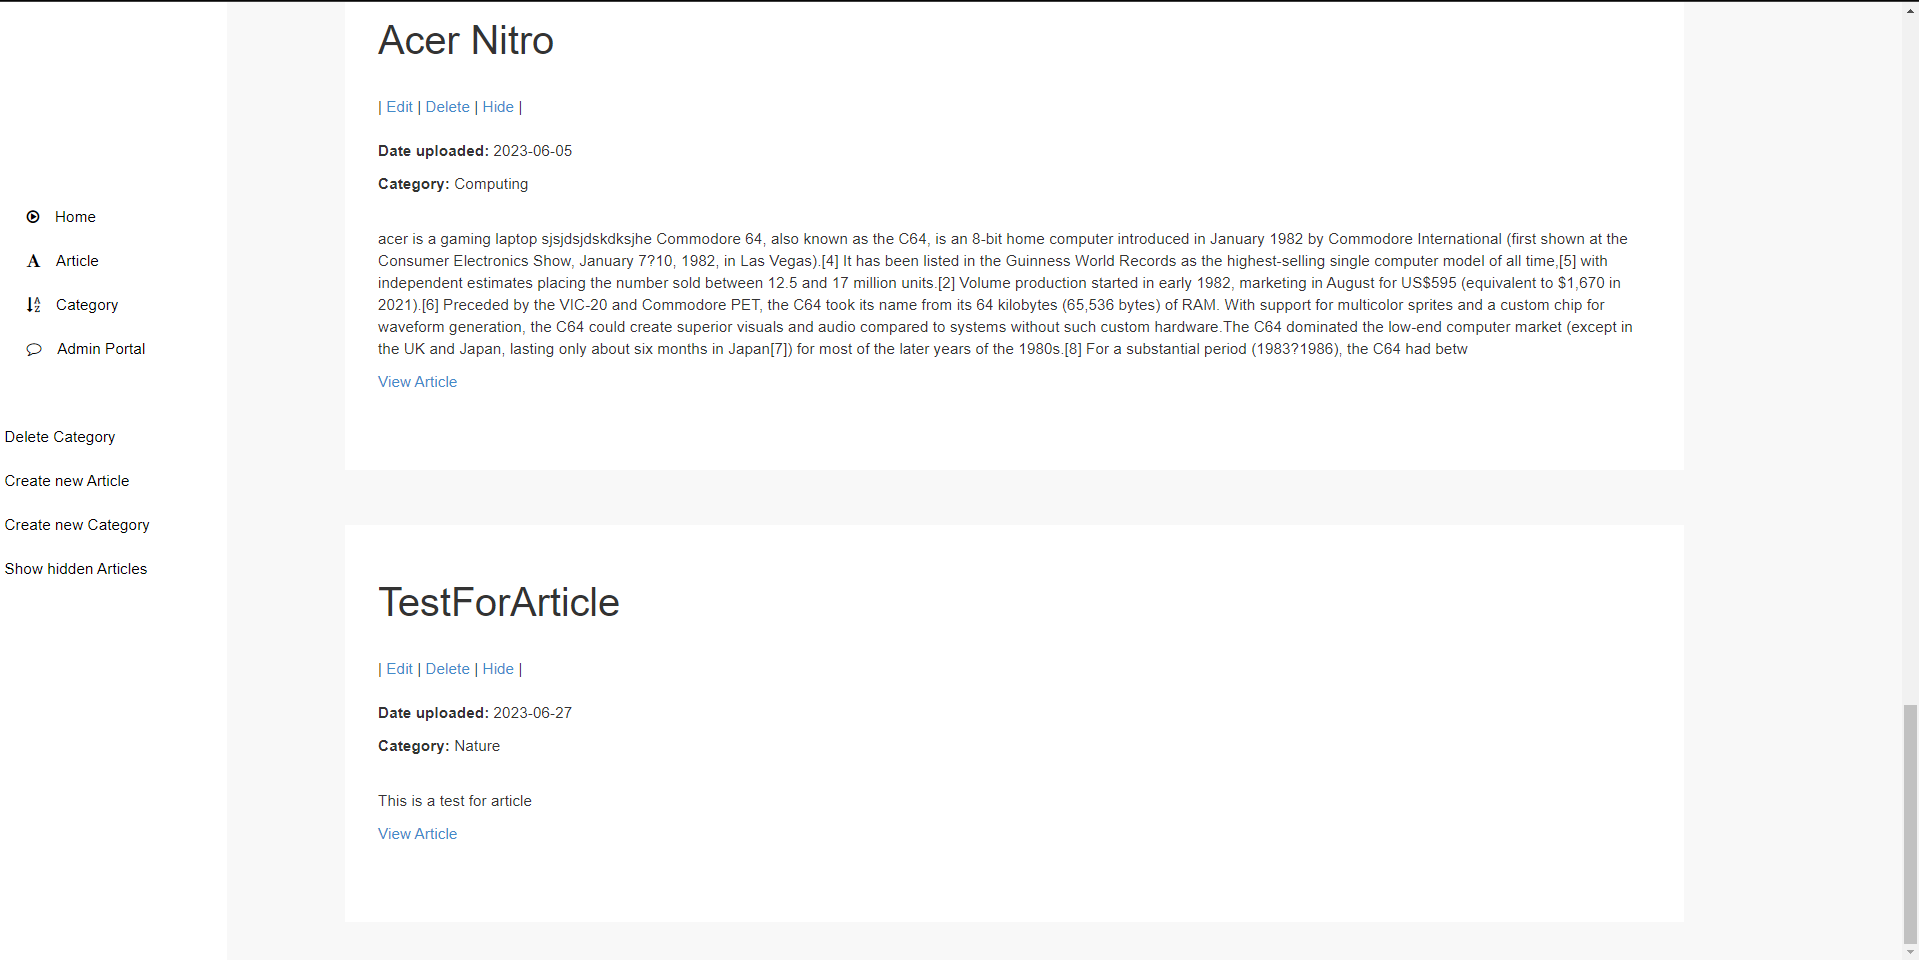 Home
Article
Category
Admin Portal
Delete Category
Create new Article
Create new Category
Show hidden Articles
Acer Nitro
| Edit | Delete | Hide |
Date uploaded: 2023-06-05
Category: Computing
acer is a gaming laptop sjsjdsjdskdksjhe Commodore 64, also known as the C64, is an 8-bit home computer introduced in January 1982 by Commodore International (first shown at the
Consumer Electronics Show, January 7?10, 1982, in Las Vegas).[4] It has been listed in the Guinness World Records as the highest-selling single computer model of all time,[5] with
independent estimates placing the number sold between 12.5 and 17 million units.[2] Volume production started in early 1982, marketing in August for US$595 (equivalent to $1,670 in
2021).[6] Preceded by the VIC-20 and Commodore PET, the C64 took its name from its 64 kilobytes (65,536 bytes) of RAM. With support for multicolor sprites and a custom chip for
waveform generation, the C64 could create superior visuals and audio compared to systems without such custom hardware.The C64 dominated the low-end computer market (except in
the UK and Japan, lasting only about six months in Japan[7]) for most of the later years of the 1980s.[8] For a substantial period (1983?1986), the C64 had betw
View Article
TestForArticle
| Edit | Delete | Hide |
Date uploaded: 2023-06-27
Category: Nature
This is a test for article
View Article